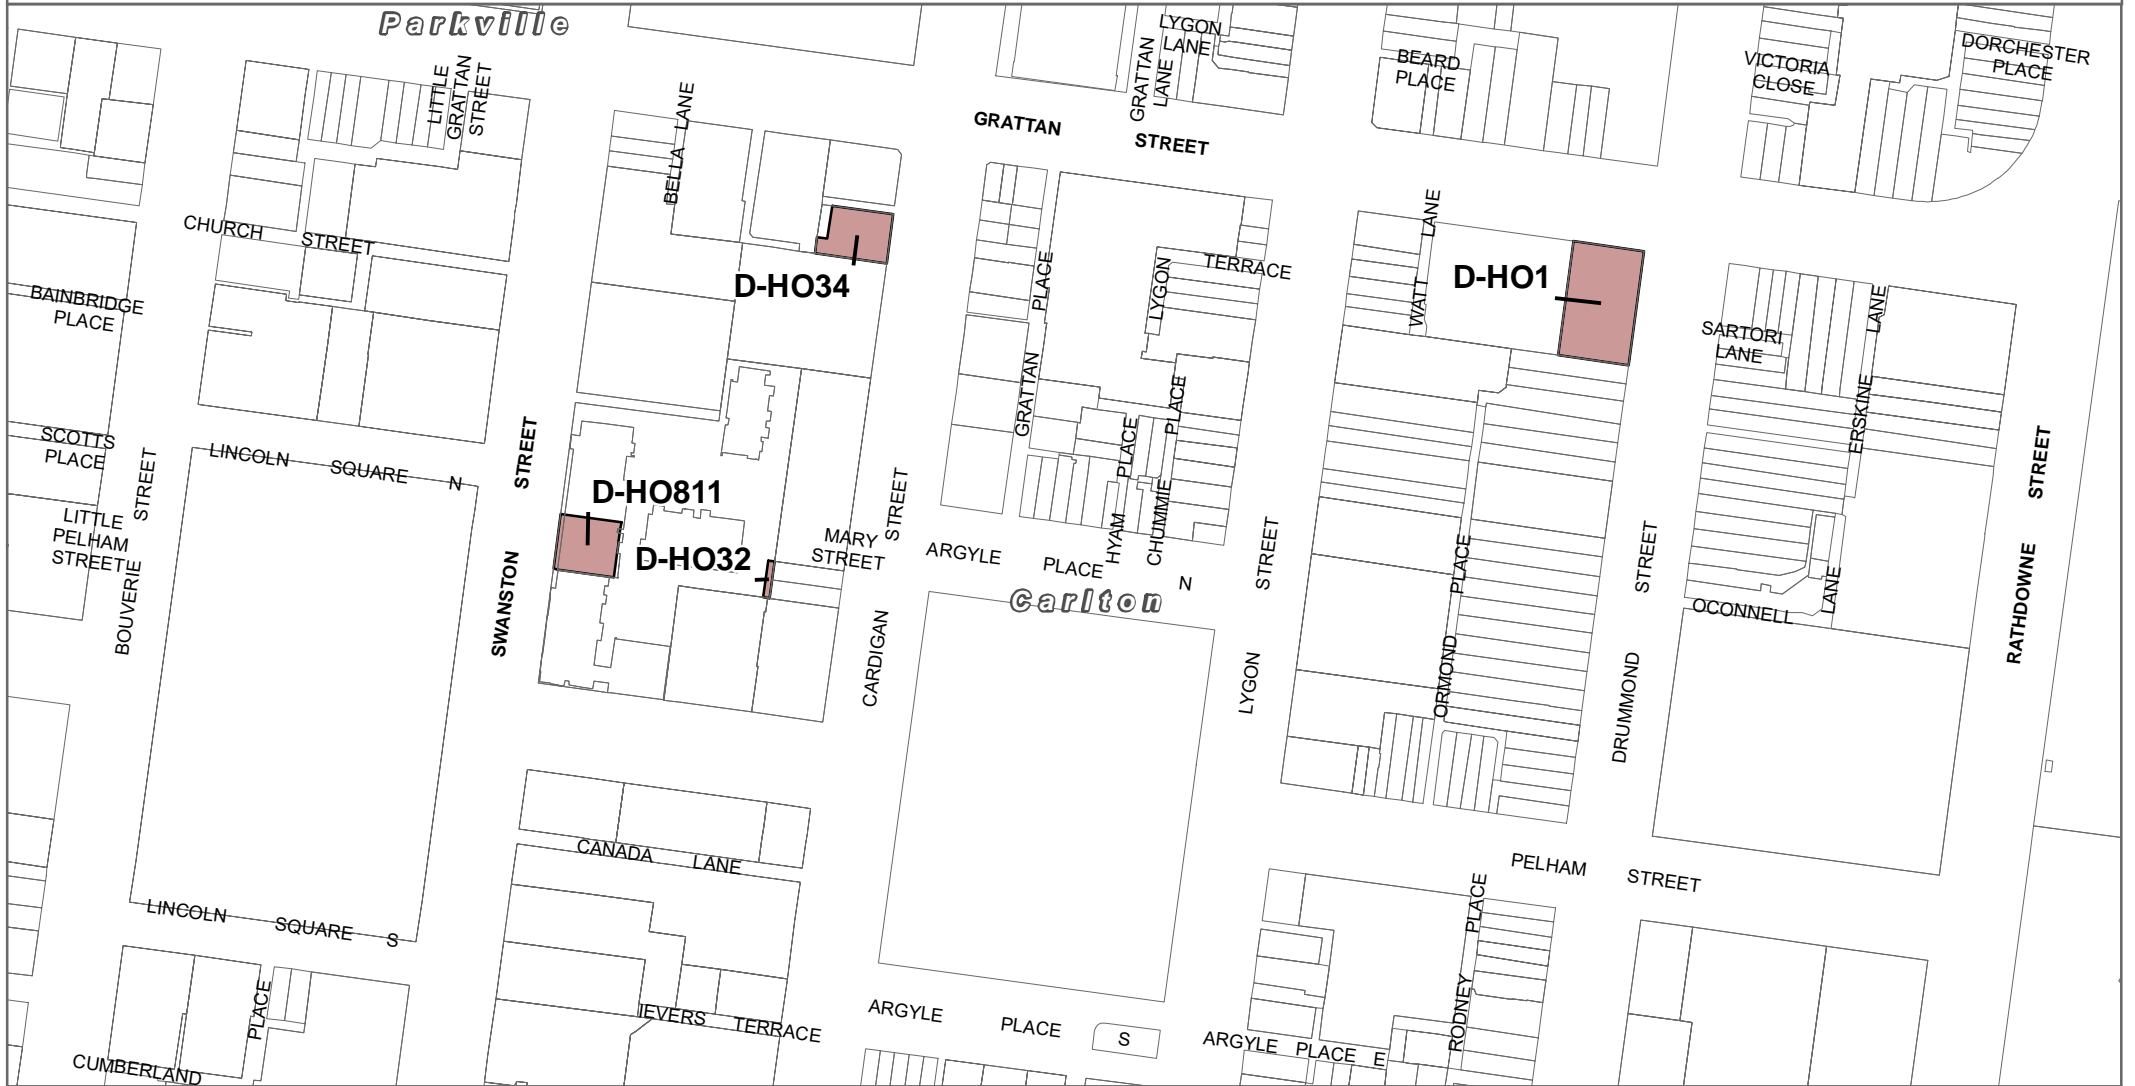 Parkville
LYGON
LANE
GRATTAN
LANE
BEARD
PLACE
VICTORIA
CLOSE
DORCHESTER
PLACE
LITTLE
GRATTAN
STREET
BELLA LANE
GRATTAN STREET
CHURCH STREET
WATT LANE
TERRACE
LYGON
D-HO34
D-HO1
BAINBRIDGE
PLACE
GRATTAN PLACE
SARTORI
LANE
ERSKINE LANE
SCOTTS
PLACE
LINCOLN SQUARE N
SWANSTON STREET
HYAM PLACE
CHUMMIE PLACE
RATHDOWNE STREET
BOUVERIE STREET
D-HO811
LITTLE
PELHAM
STREET
D-HO32
MARY
STREET
CARDIGAN STREET
ARGYLE PLACE N
Carlton
LYGON STREET
ORMOND PLACE
DRUMMOND STREET
OCONNELL LANE
CANADA LANE
PELHAM STREET
LINCOLN SQUARE S
RODNEY PLACE
IEVERS TERRACE
ARGYLE PLACE S
ARGYLE PLACE E
CUMBERLAND PLACE